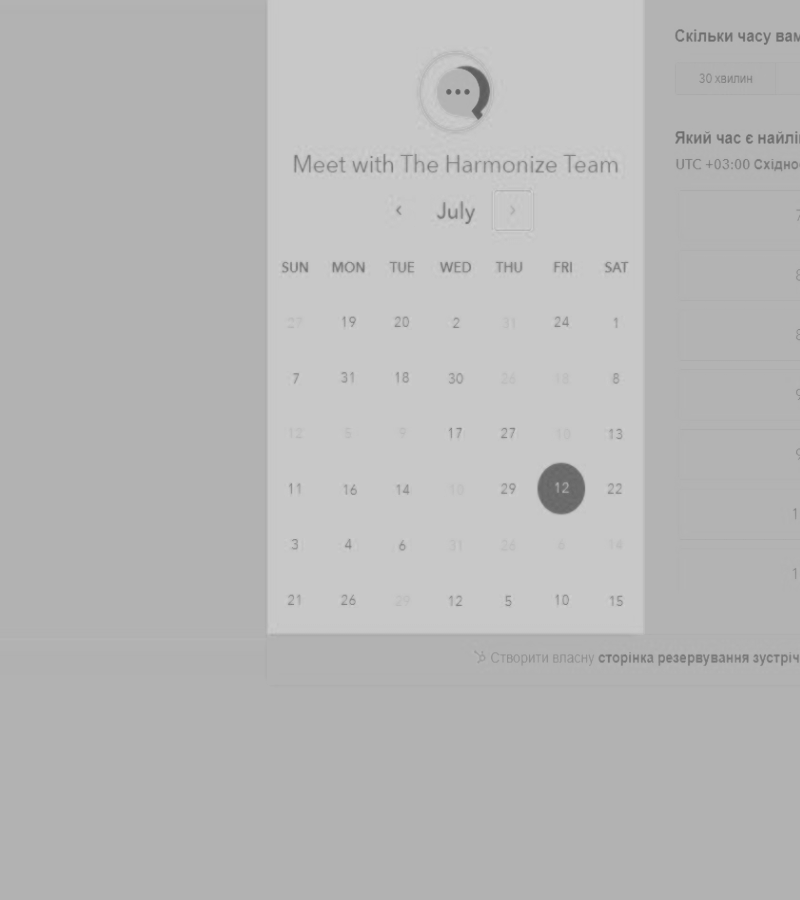 Meet with The Harmonize Team
July
SUN MON TUE WED THU FRI SAT
27 19 20 2 31 24 1
7 31 18 30 26 18 8
12 5 9 17 27 13
11 16 14 10 29 12 22
3 4 6 31 26 6 14
21 26 29 12 5 10 15
Скільки часу вам
30 хвилин
Який час є найлі
UTC +03:00 Східно
7
8
8
9
9
1
1
Створити власну сторінка резервування зустріч